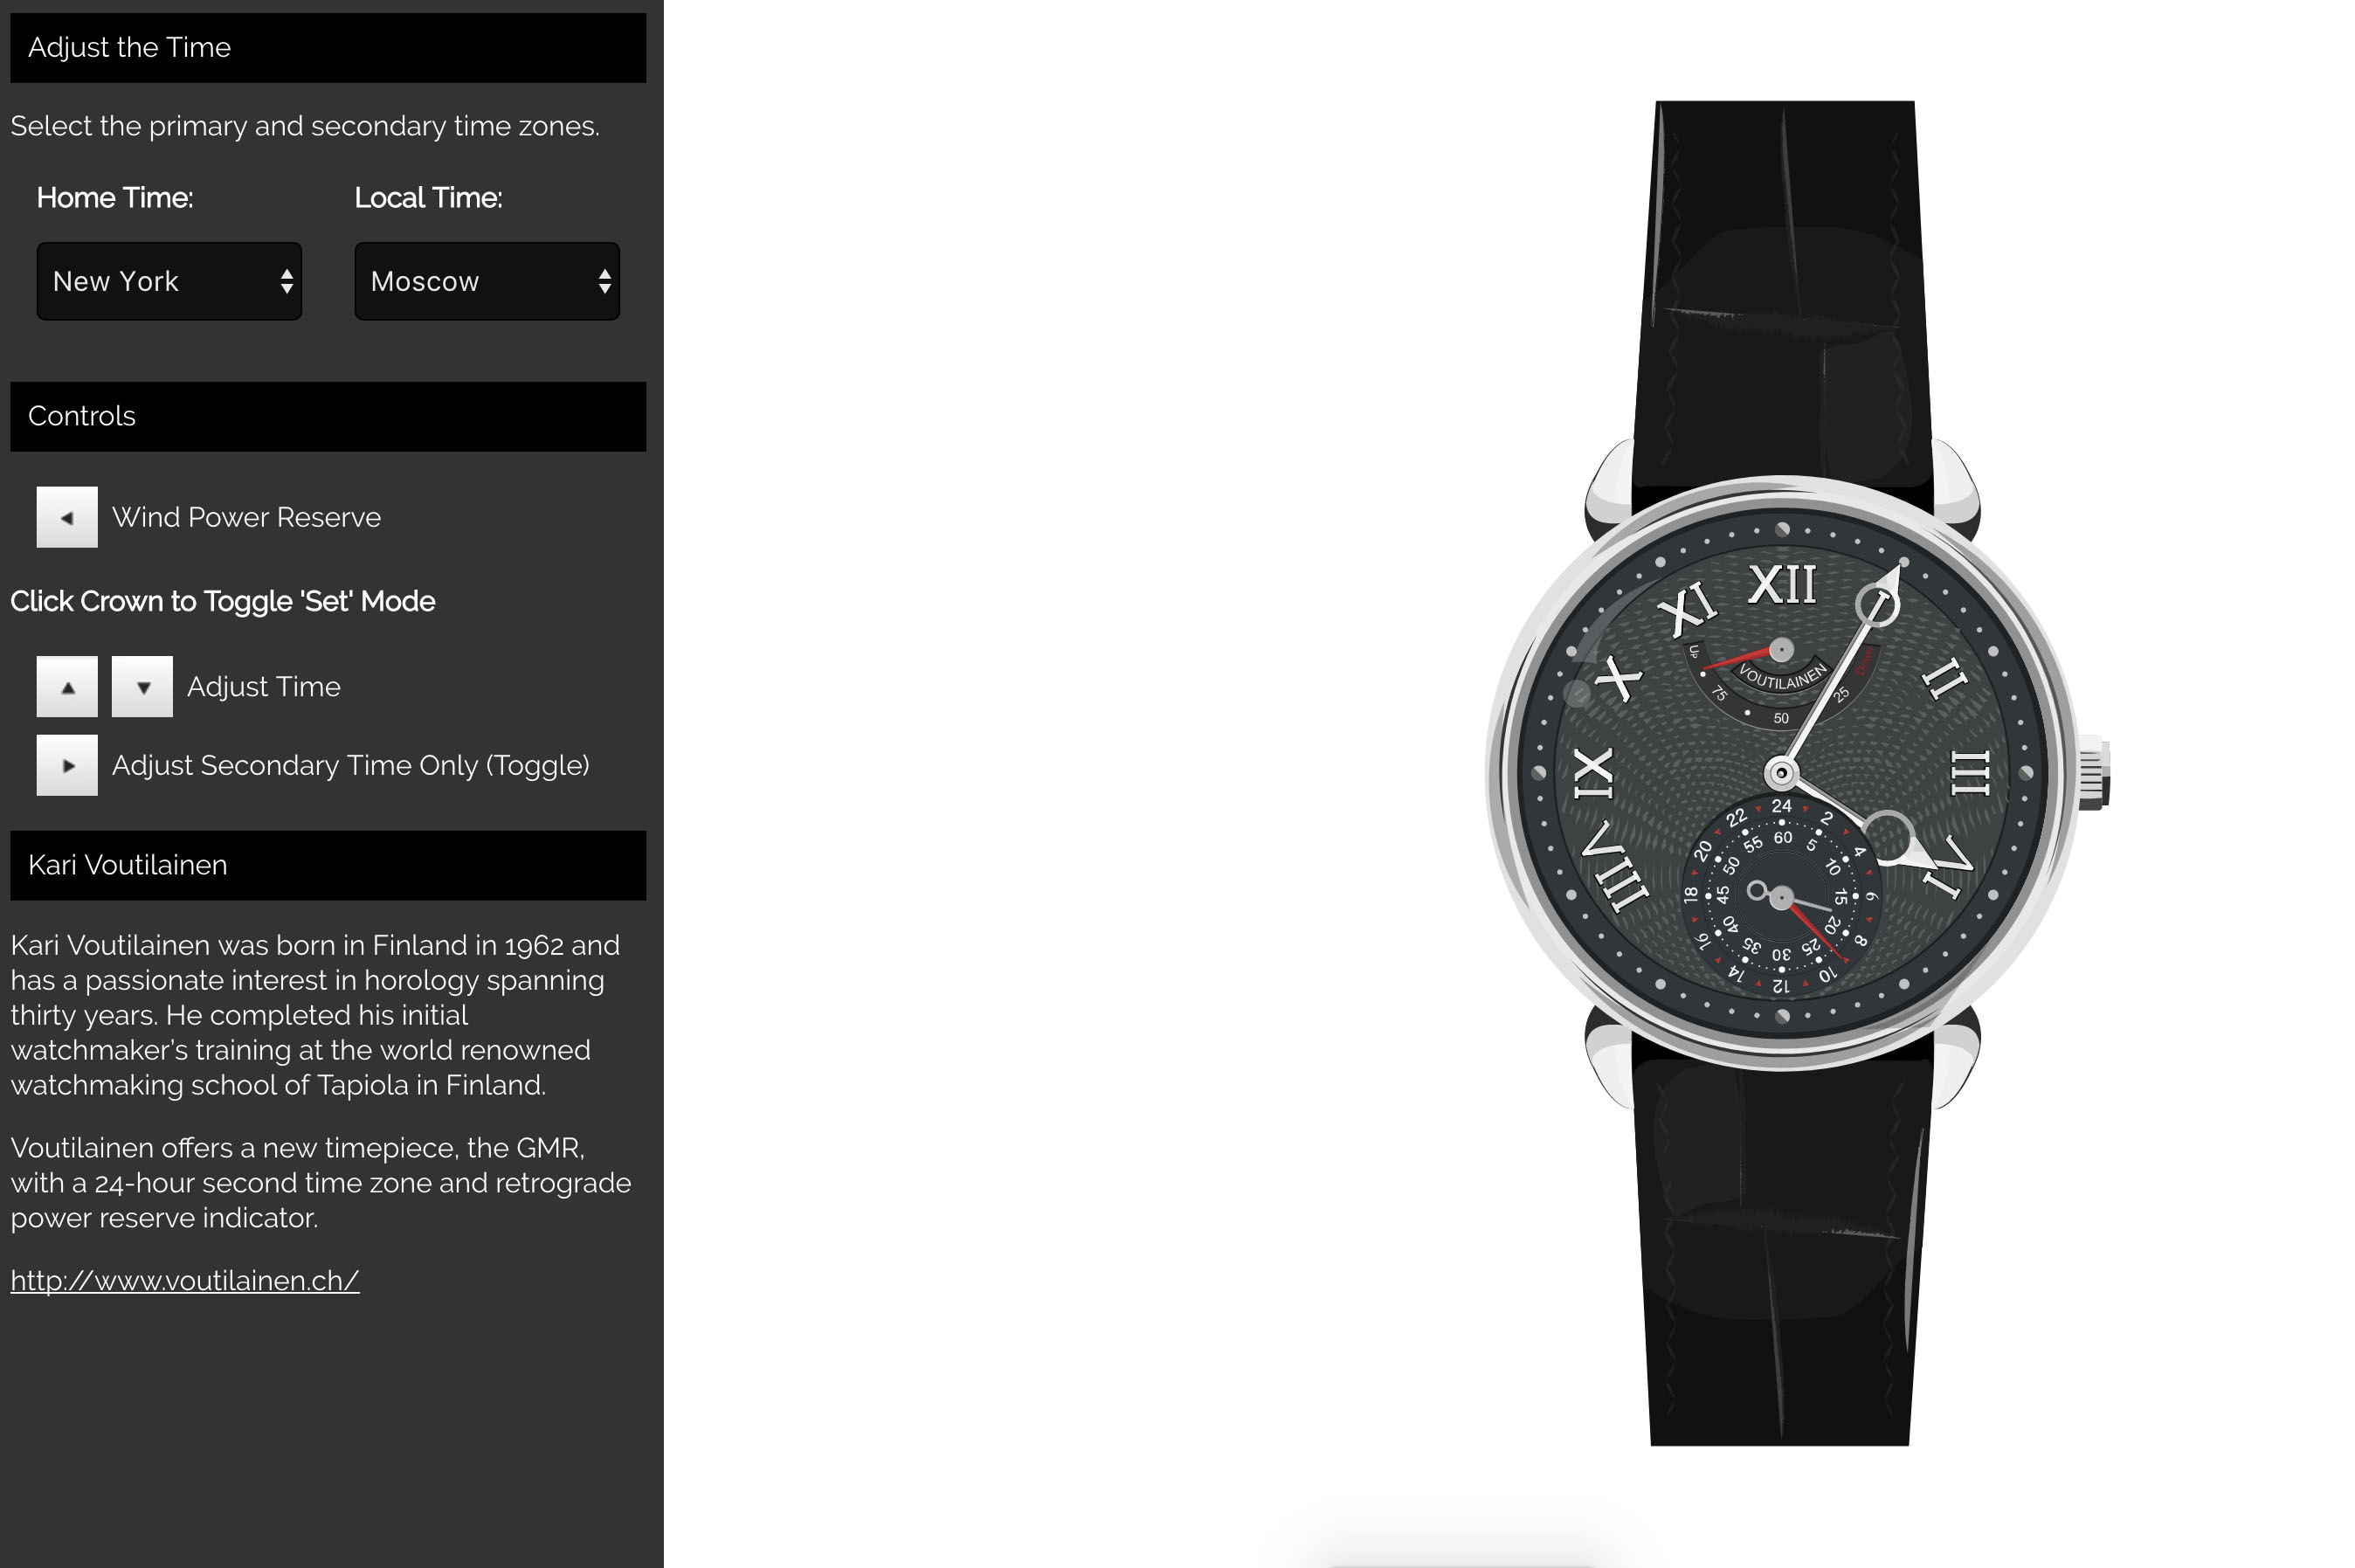 Adjust the Time
Select the primary and secondary time zones.
Home Time:
Local Time:
New York
Moscow
Controls
Wind Power Reserve
Click Crown to Toggle 'Set' Mode
Adjust Time
Adjust Secondary Time Only (Toggle)
Kari Voutilainen
Kari Voutilainen was born in Finland in 1962 and
has a passionate interest in horology spanning
thirty years. He completed his initial
watchmaker's training at the world renowned
watchmaking school of Tapiola in Finland.
Voutilainen offers a new timepiece, the GMR,
with a 24-hour second time zone and retrograde
power reserve indicator.
http://www.voutilainen.ch/
XII
II
III
IV
VIII
IX
X
XI
UP
75
50
25
Down
VOUTILAINEN
24
2
4
6
8
10
12
14
16
18
20
22
60
5
10
15
20
25
30
35
40
45
50
55